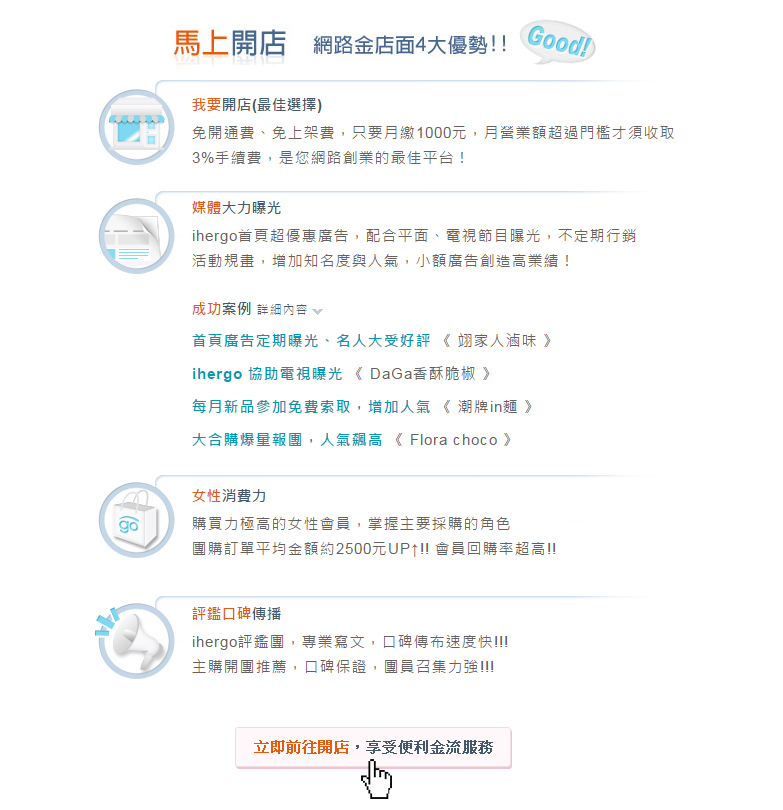 馬上開店 網路金店面4大優勢!! Good!
我要開店(最佳選擇)
免開通費、免上架費，只要月繳1000元，月營業額超過門檻才須收取
3%手續費，是您網路創業的最佳平台！
媒體大力曝光
ihergo首頁超優惠廣告，配合平面、電視節目曝光，不定期行銷
活動規畫，增加知名度與人氣，小額廣告創造高業績！
成功案例 詳細內容
首頁廣告定期曝光、名人大受好評 《 翊家人滷味 》
ihergo 協助電視曝光 《 DaGa香酥脆椒 》
每月新品參加免費索取，增加人氣 《 潮牌in麵 》
大合購爆量報團，人氣飆高 《 Flora choco 》
女性消費力
go
購買力極高的女性會員，掌握主要採購的角色
團購訂單平均金額約2500元UP↑!! 會員回購率超高!!
評鑑口碑傳播
ihergo評鑑團，專業寫文，口碑傳布速度快!!!
主購開團推薦，口碑保證，團員召集力強!!!
立即前往開店，享受便利金流服務